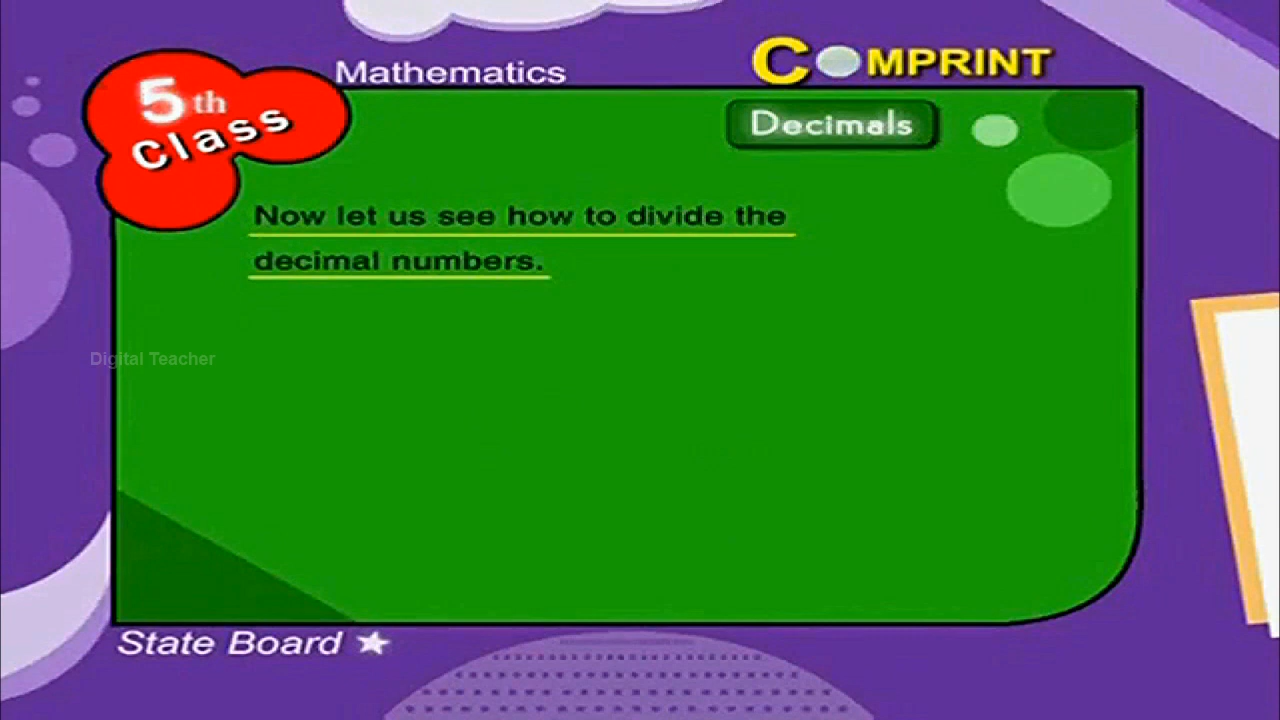 Mathematics
COMPRINT
5th
Class
Decimals
Now let us see how to divide the
decimal numbers.
Digital Teacher
State Board